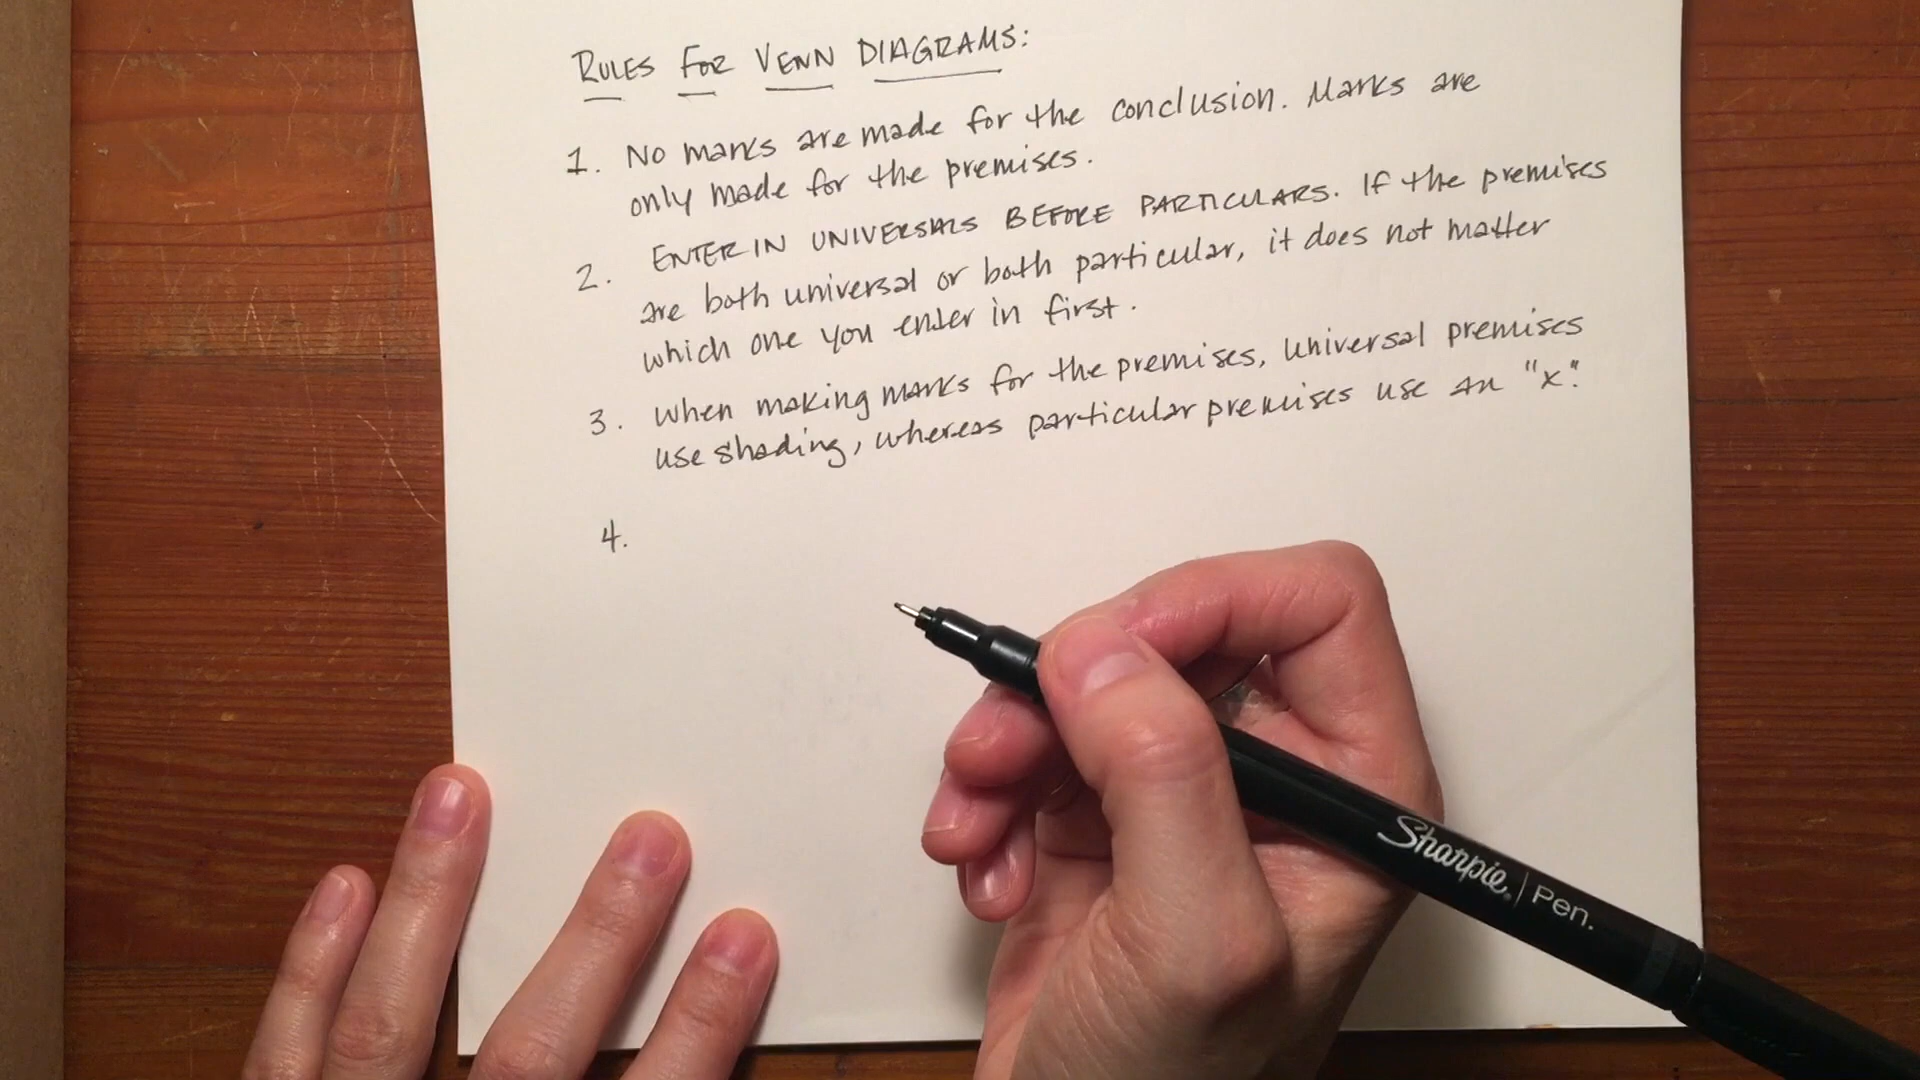 RULES FOR VENN DIAGRAMS:
1. No marks are made for the conclusion. Marks are
only made for the premises.
2. ENTER IN UNIVERSALS BEFORE PARTICULARS. If the premises
are both universal or both particular, it does not matter
which one you enter in first.
3. When making marks for the premises, universal premises
use shading, whereas particular premises use an "x".
4.
Sharpie. | Pen.